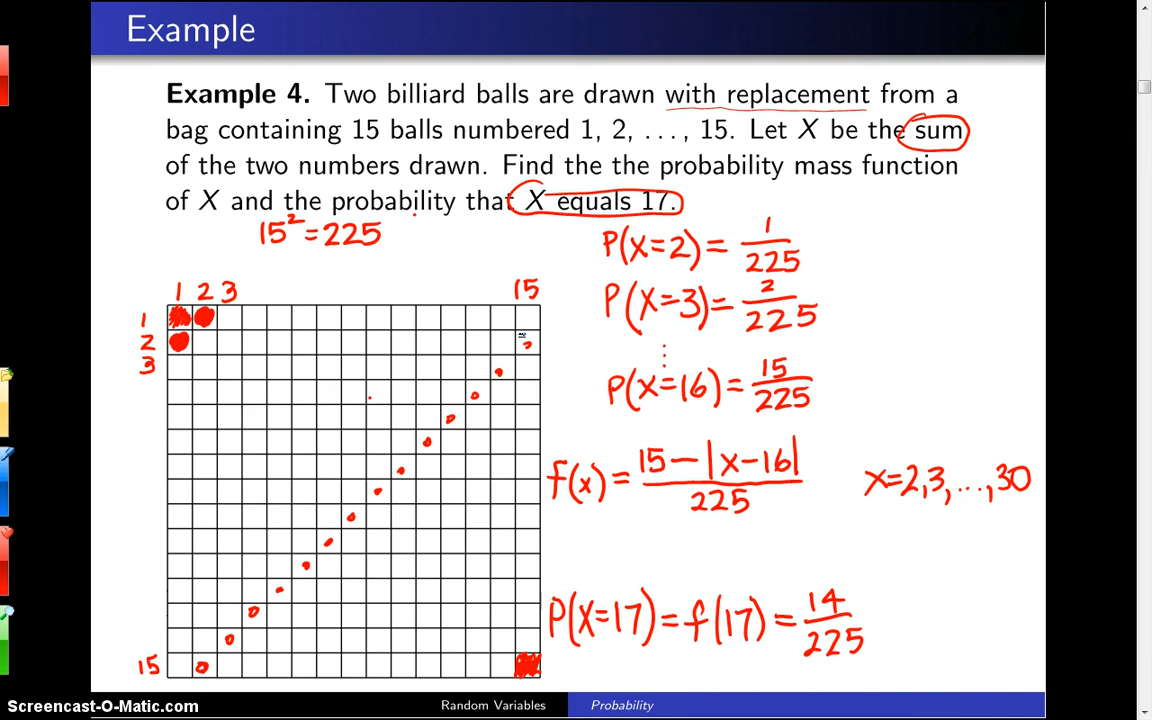 Example
Example 4. Two billiard balls are drawn with replacement from a
bag containing 15 balls numbered 1, 2, . . . , 15. Let X be the sum
of the two numbers drawn. Find the the probability mass function
of X and the probability that X equals 17.
15² = 225
P(X=2) = 1/225
P(X=3) = 2/225
⋮
P(X=16) = 15/225
1 2 3 15
1
2
3
15
f(x) = 15 - |x - 16| / 225 x = 2, 3, ..., 30
P(X=17) = f(17) = 14/225
Screencast-O-Matic.com
Random Variables Probability